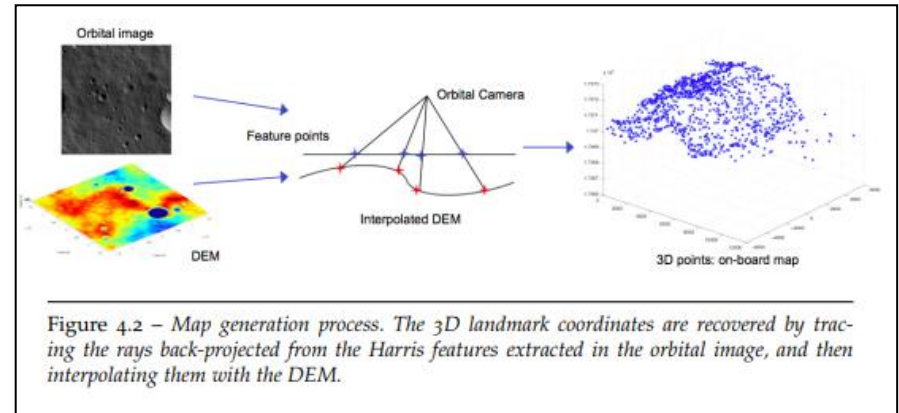 Orbital image
Orbital Camera
Feature points
Interpolated DEM
DEM
3D points: on-board map
Figure 4.2 – Map generation process. The 3D landmark coordinates are recovered by trac-
ing the rays back-projected from the Harris features extracted in the orbital image, and then
interpolating them with the DEM.